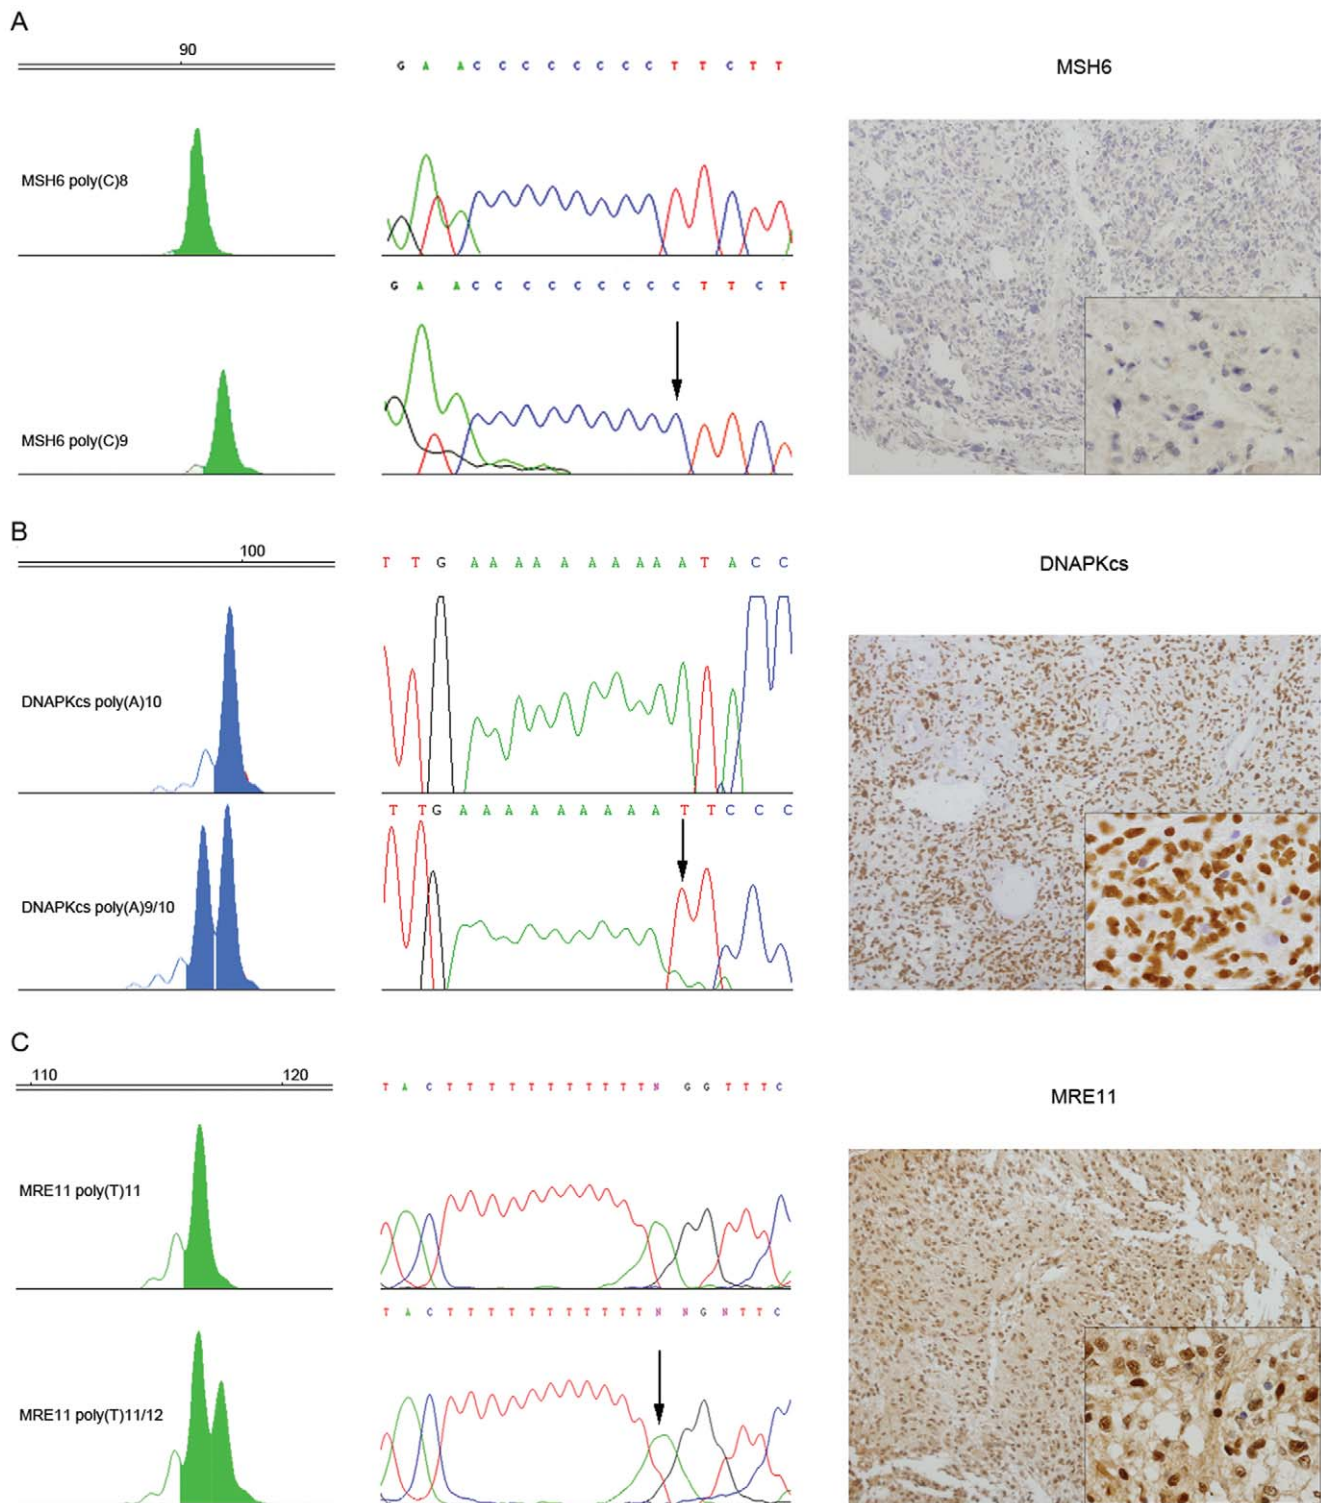 A
90
G A A C C C C C C C C T T C T T
MSH6
MSH6 poly(C)8
G A A C C C C C C C C C T T C T
MSH6 poly(C)9
B
100
T T G A A A A A A A A A A T A C C
DNAPKcs
DNAPKcs poly(A)10
T T G A A A A A A A A A T T C C C
DNAPKcs poly(A)9/10
C
110 120
T A C T T T T T T T T T T N G G T T T C
MRE11
MRE11 poly(T)11
T A C T T T T T T T T T T N N G N T T C
MRE11 poly(T)11/12